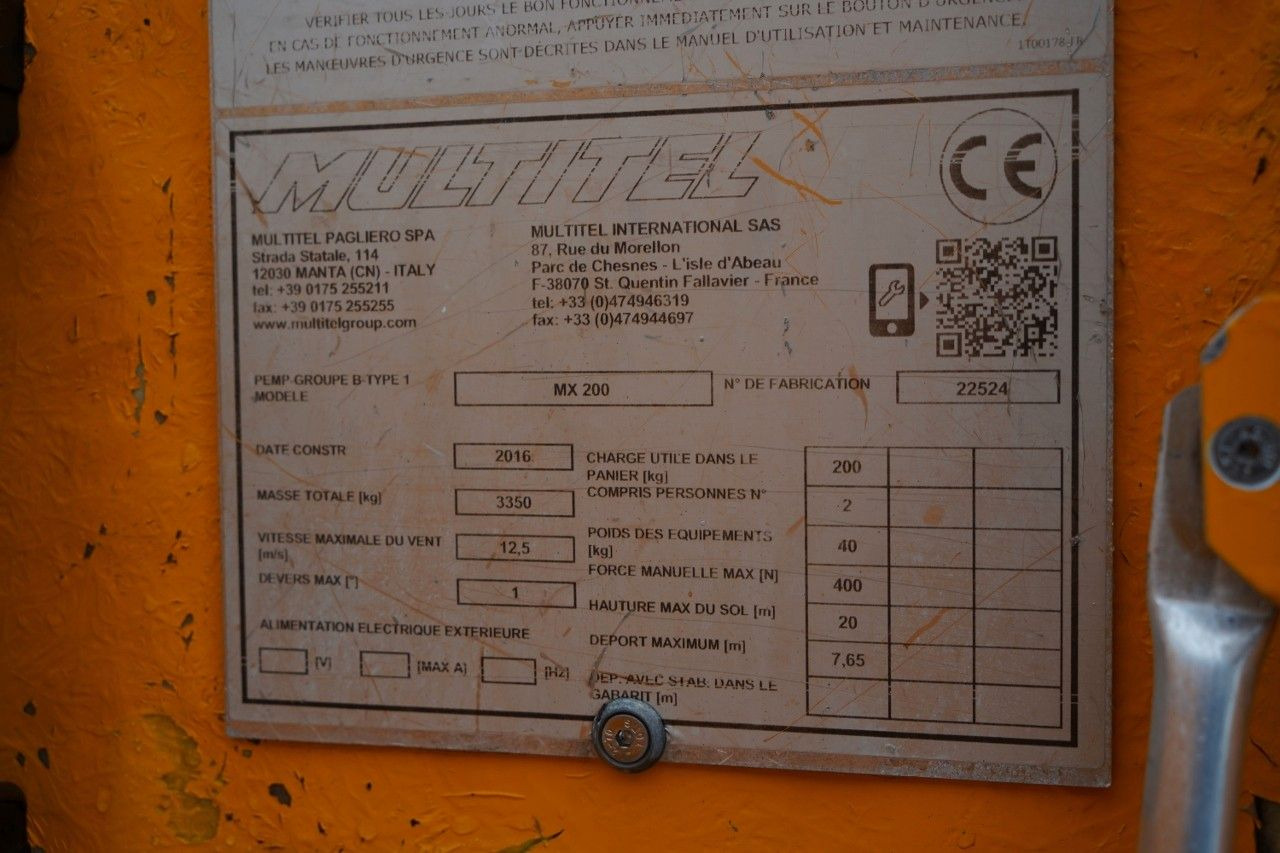 VERIFIER TOUS LES JOURS LE BON
EN CAS DE FONCTIONNEMENT ANORMAL, APPUYER IMMEDIATEMENT SUR LE BOUTON D'URGENCE.
LES MANŒUVRES D'URGENCE SONT DÉCRITES DANS LE MANUEL D'UTILISATION ET MAINTENANCE.
MULTITEL
CE
MULTITEL PAGLIERO SPA
Strada Statale, 114
12030 MANTA (CN) - ITALY
tel: +39 0175 255211
fax: +39 0175 255255
www.multitelgroup.com
MULTITEL INTERNATIONAL SAS
87, Rue du Morellon
Parc de Chesnes - L'isle d'Abeau
F-38070 St. Quentin Fallavier - France
tel: +33 (0)474946319
fax: +33 (0)474944697
PEMP-GROUPE B-TYPE 1
MODELE
MX 200
N° DE FABRICATION
22524
DATE CONSTR
2016
MASSE TOTALE [kg]
3350
VITESSE MAXIMALE DU VENT
[m/s]
12,5
DEVERS MAX [°]
1
ALIMENTATION ELECTRIQUE EXTERIEURE
[V] [MAX A] [Hz]
CHARGE UTILE DANS LE
PANIER [kg]
200
COMPRIS PERSONNES N°
2
POIDS DES EQUIPEMENTS
[kg]
40
FORCE MANUELLE MAX [N]
400
HAUTURE MAX DU SOL [m]
20
DEPORT MAXIMUM [m]
7,65
DEP. AVEC STAB. DANS LE
GABARIT [m]